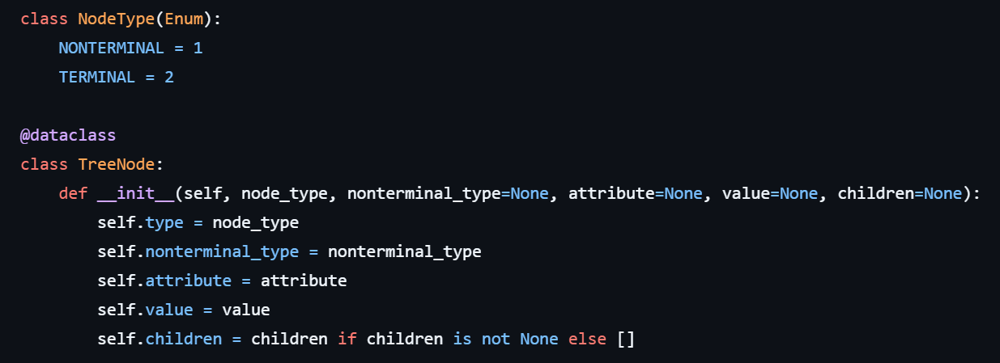 class NodeType(Enum):
    NONTERMINAL = 1
    TERMINAL = 2

@dataclass
class TreeNode:
    def __init__(self, node_type, nonterminal_type=None, attribute=None, value=None, children=None):
        self.type = node_type
        self.nonterminal_type = nonterminal_type
        self.attribute = attribute
        self.value = value
        self.children = children if children is not None else []